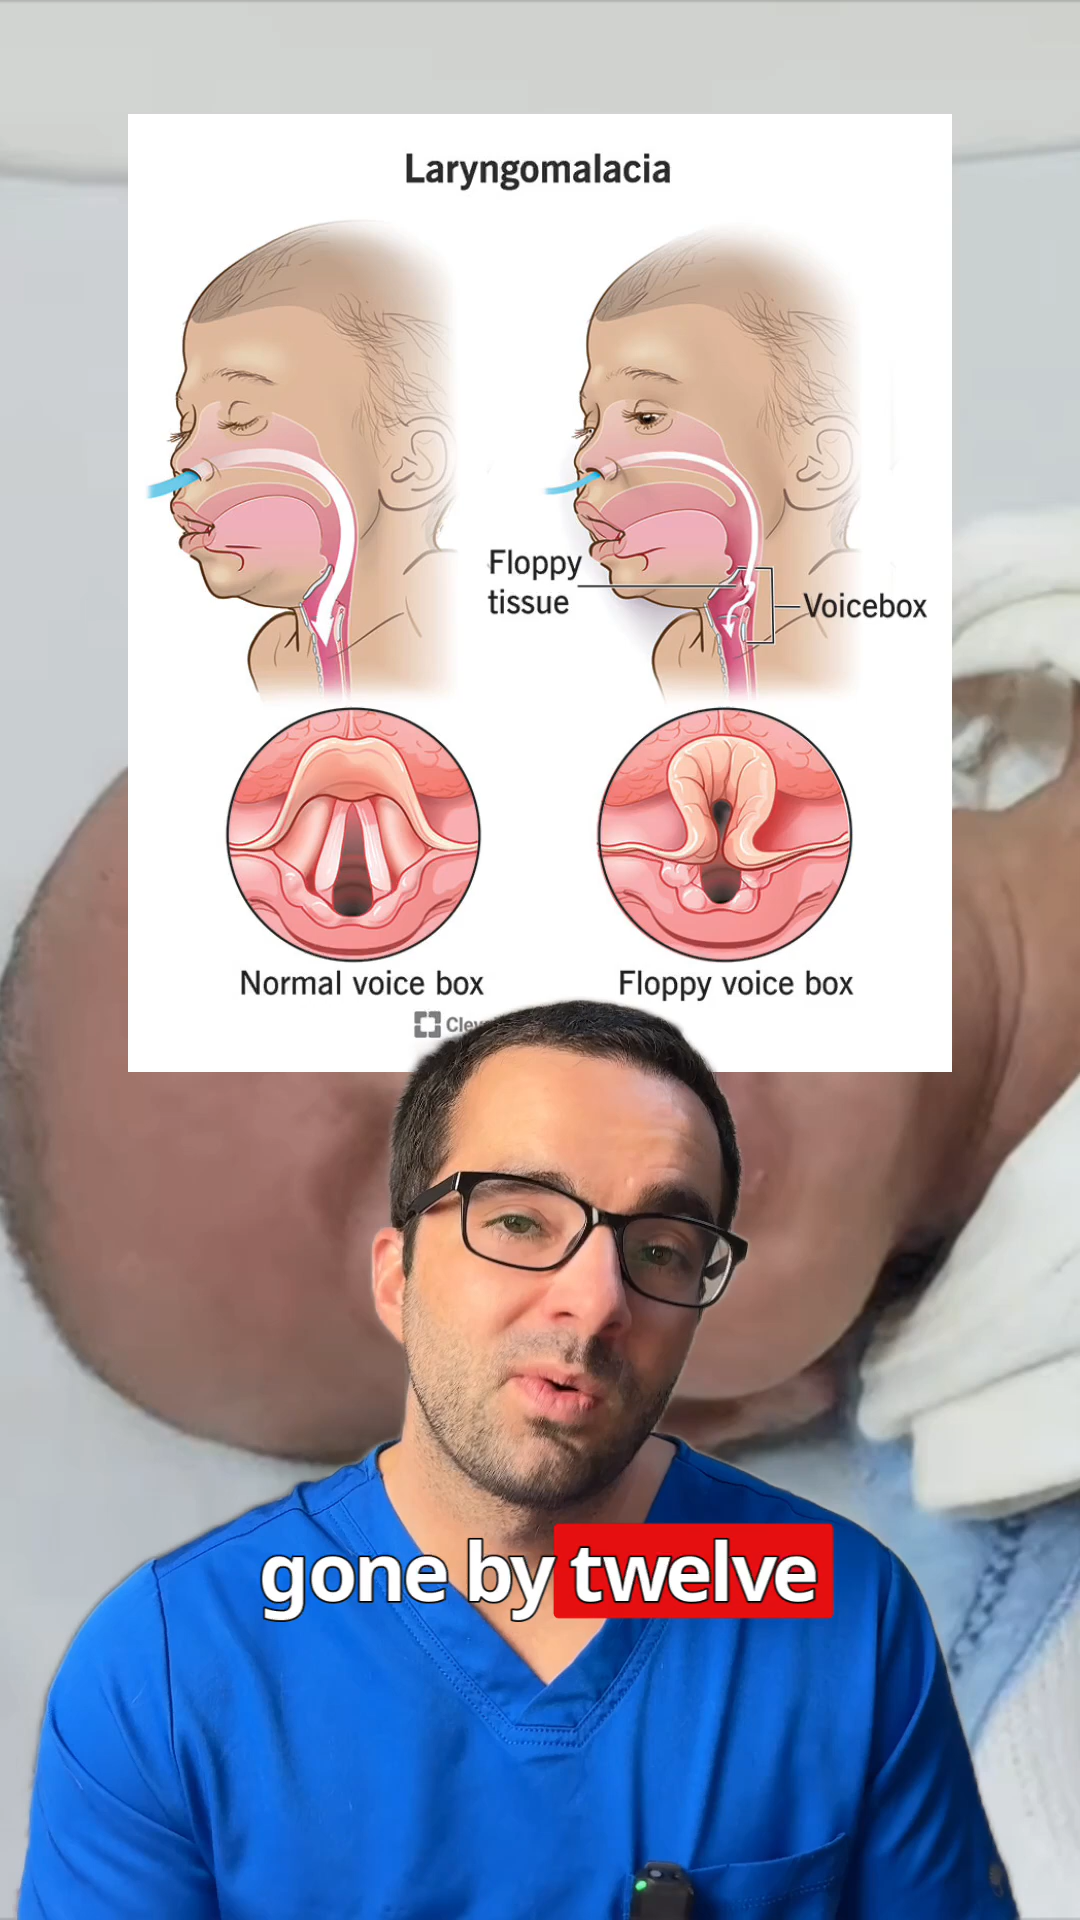 Laryngomalacia
Floppy
tissue
Voicebox
Normal voice box
Floppy voice box
gone by twelve